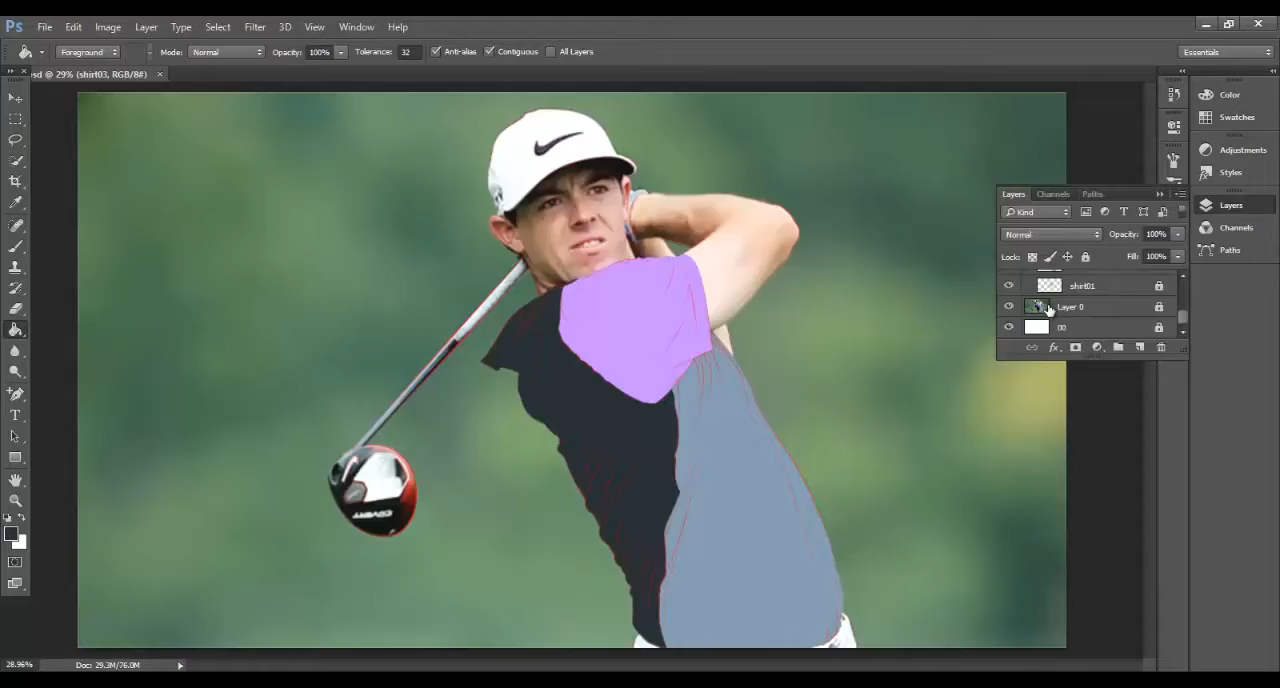 Ps File Edit Image Layer Type Select Filter 3D View Window Help
Foreground Mode: Normal Opacity: 100% Tolerance: 32 Anti-alias Contiguous All Layers Essentials
sd @ 29% (shirt03, RGB/8#) ×
Color
Swatches
Adjustments
Styles
Layers
Channels
Paths
Layers Channels Paths
Kind
Normal Opacity: 100%
Lock: Fill: 100%
shirt01
Layer 0
00
COVERT
28.96% Doc: 29.3M/76.0M